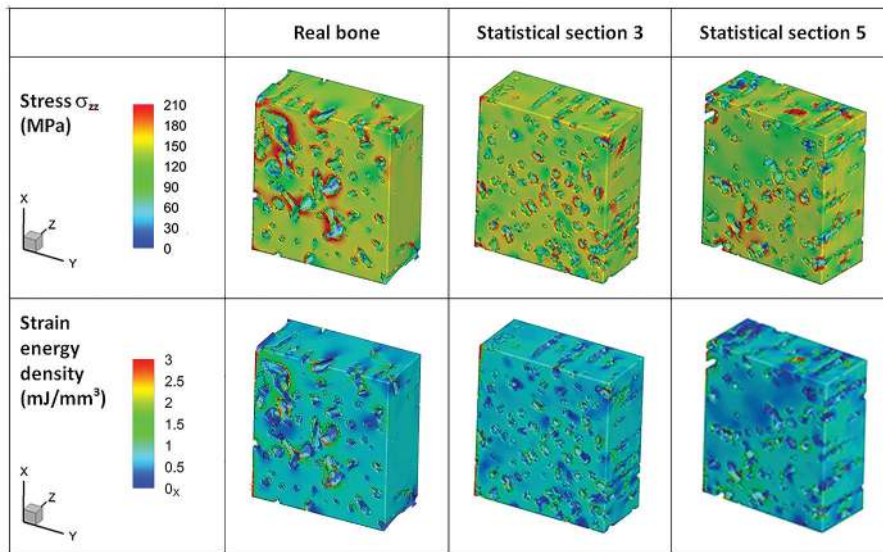 Real bone
Statistical section 3
Statistical section 5
Stress σzz
(MPa)
210
180
150
120
90
60
30
0
X
Z
Y
Strain
energy
density
(mJ/mm³)
3
2.5
2
1.5
1
0.5
0X
X
Z
Y